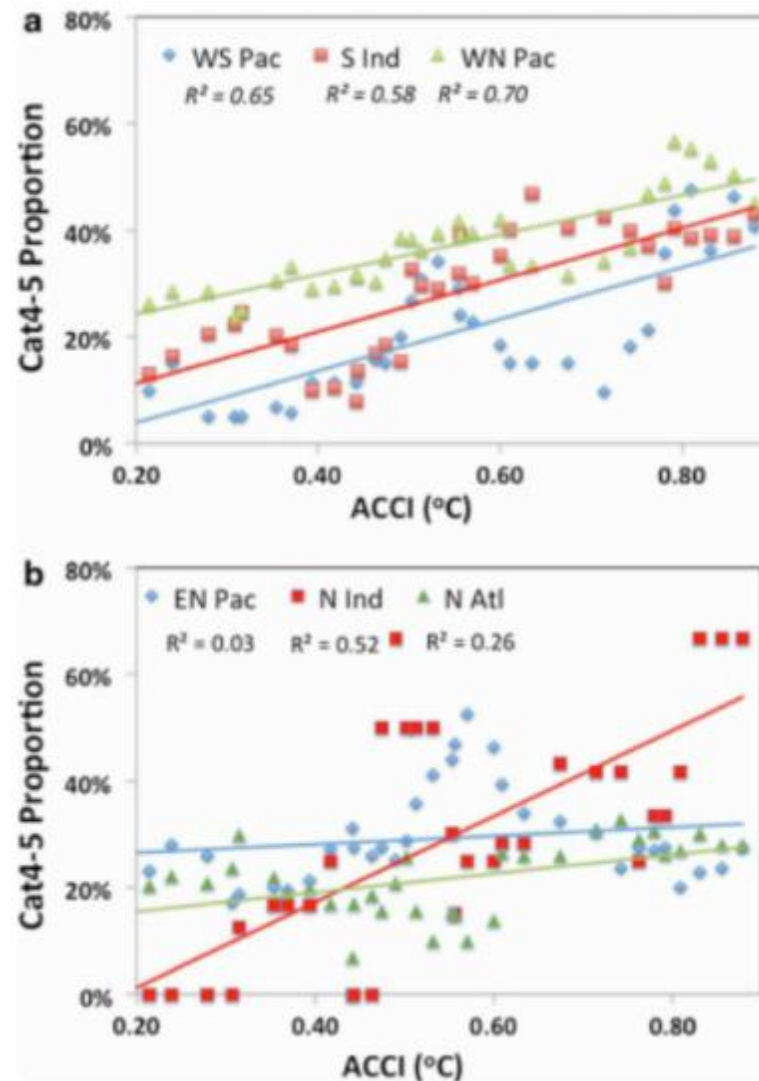 a
80%
WS Pac S Ind WN Pac
R² = 0.65 R² = 0.58 R² = 0.70
60%
40%
20%
0%
0.20 0.40 0.60 0.80
Cat4-5 Proportion
ACCI (°C)
b
80%
EN Pac N Ind N Atl
R² = 0.03 R² = 0.52 R² = 0.26
60%
40%
20%
0%
0.20 0.40 0.60 0.80
Cat4-5 Proportion
ACCI (°C)